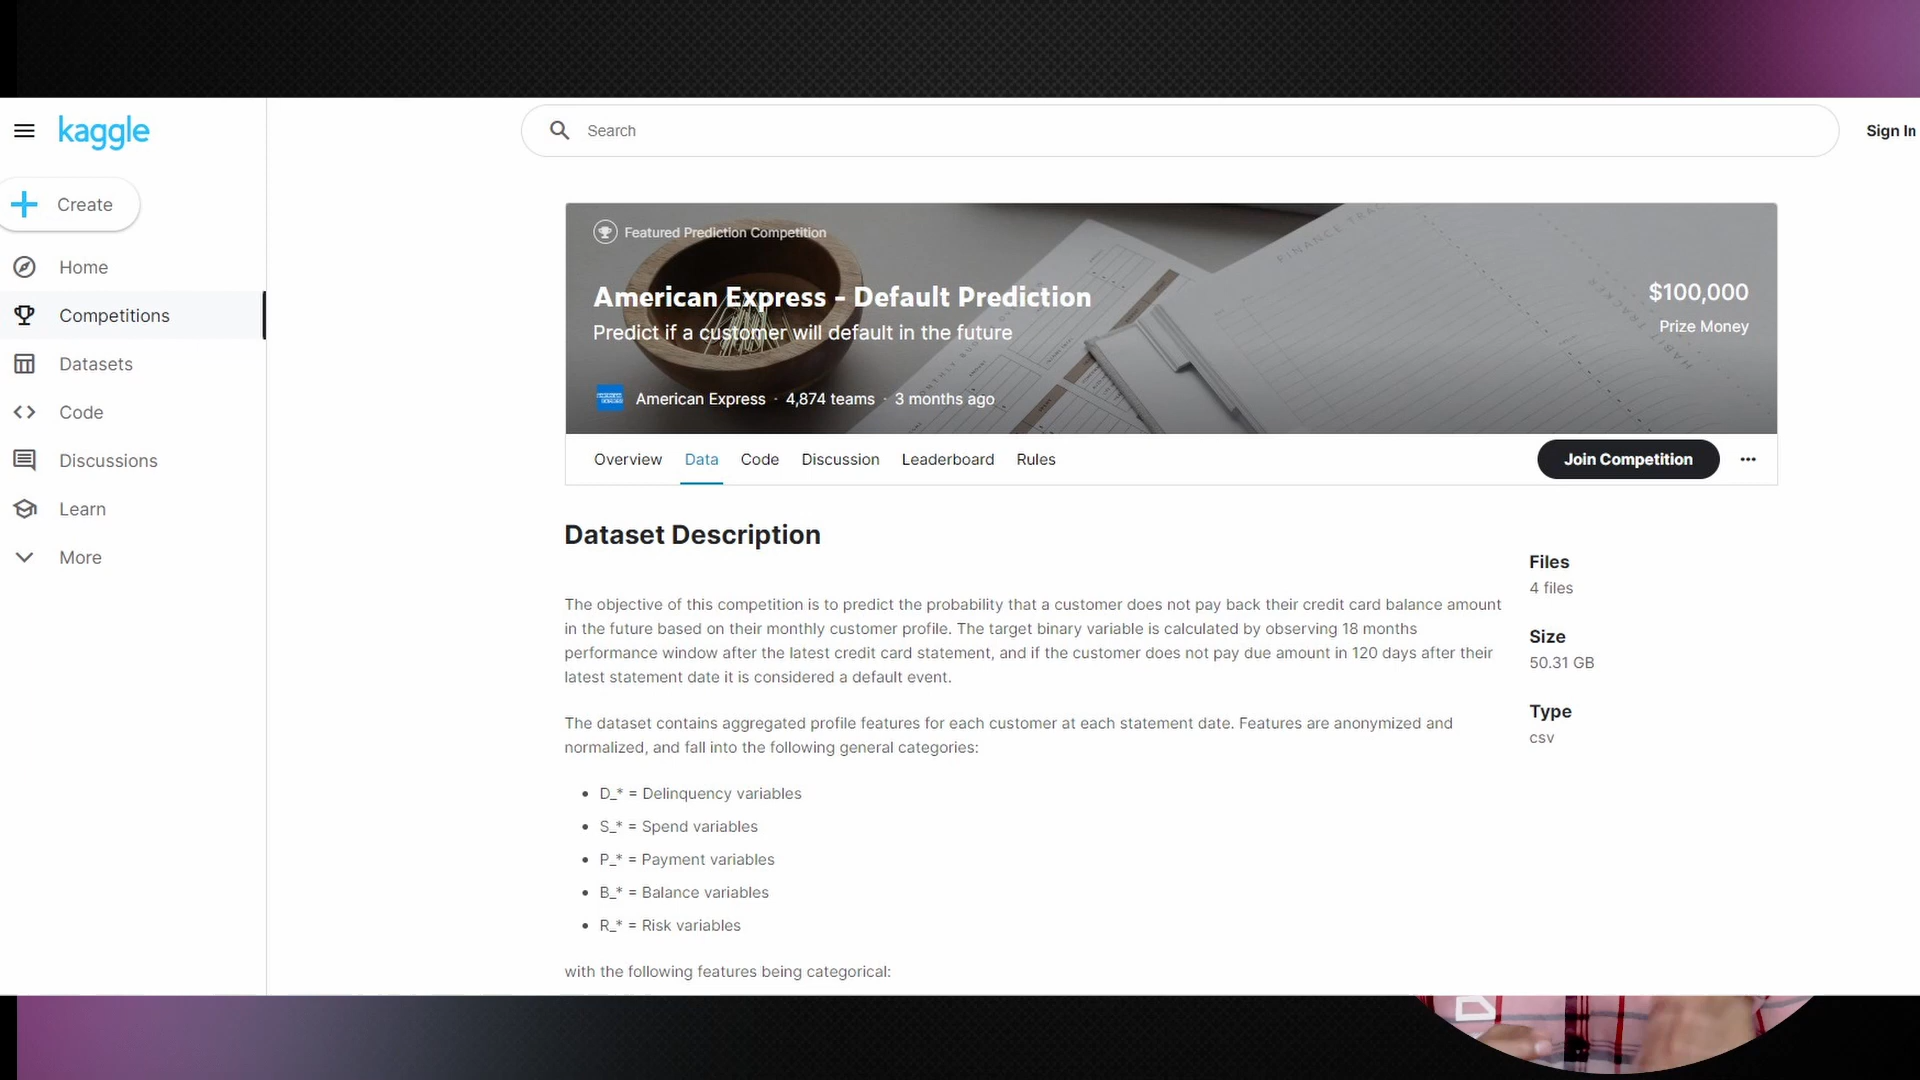 kaggle
Search
Sign In
Create
Home
Competitions
Datasets
Code
Discussions
Learn
More
Featured Prediction Competition
American Express - Default Prediction
Predict if a customer will default in the future
$100,000
Prize Money
American Express · 4,874 teams · 3 months ago
Overview Data Code Discussion Leaderboard Rules
Join Competition
Dataset Description
The objective of this competition is to predict the probability that a customer does not pay back their credit card balance amount
in the future based on their monthly customer profile. The target binary variable is calculated by observing 18 months
performance window after the latest credit card statement, and if the customer does not pay due amount in 120 days after their
latest statement date it is considered a default event.
The dataset contains aggregated profile features for each customer at each statement date. Features are anonymized and
normalized, and fall into the following general categories:
• D_* = Delinquency variables
• S_* = Spend variables
• P_* = Payment variables
• B_* = Balance variables
• R_* = Risk variables
with the following features being categorical:
Files
4 files
Size
50.31 GB
Type
csv